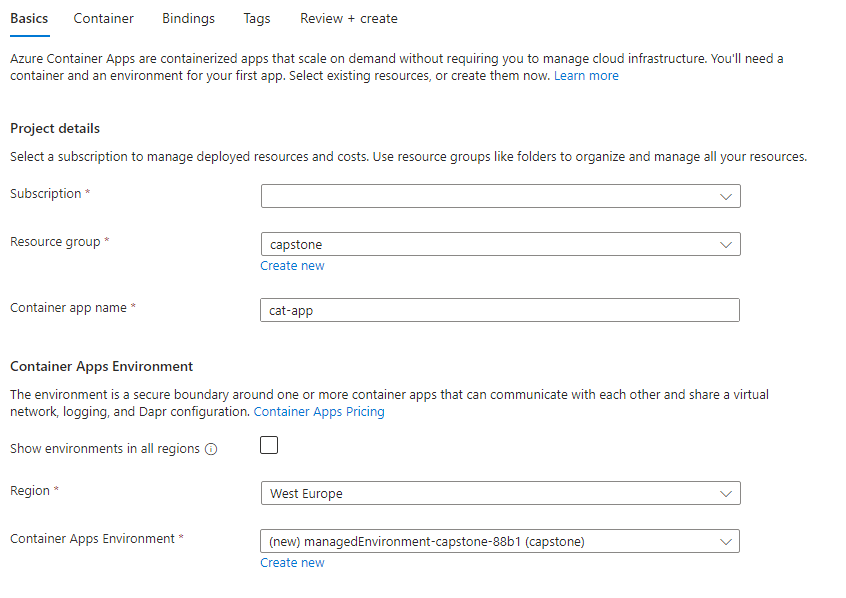 Basics Container Bindings Tags Review + create
Azure Container Apps are containerized apps that scale on demand without requiring you to manage cloud infrastructure. You'll need a
container and an environment for your first app. Select existing resources, or create them now. Learn more
Project details
Select a subscription to manage deployed resources and costs. Use resource groups like folders to organize and manage all your resources.
Subscription *
Resource group * capstone
Create new
Container app name * cat-app
Container Apps Environment
The environment is a secure boundary around one or more container apps that can communicate with each other and share a virtual
network, logging, and Dapr configuration. Container Apps Pricing
Show environments in all regions
Region * West Europe
Container Apps Environment * (new) managedEnvironment-capstone-88b1 (capstone)
Create new